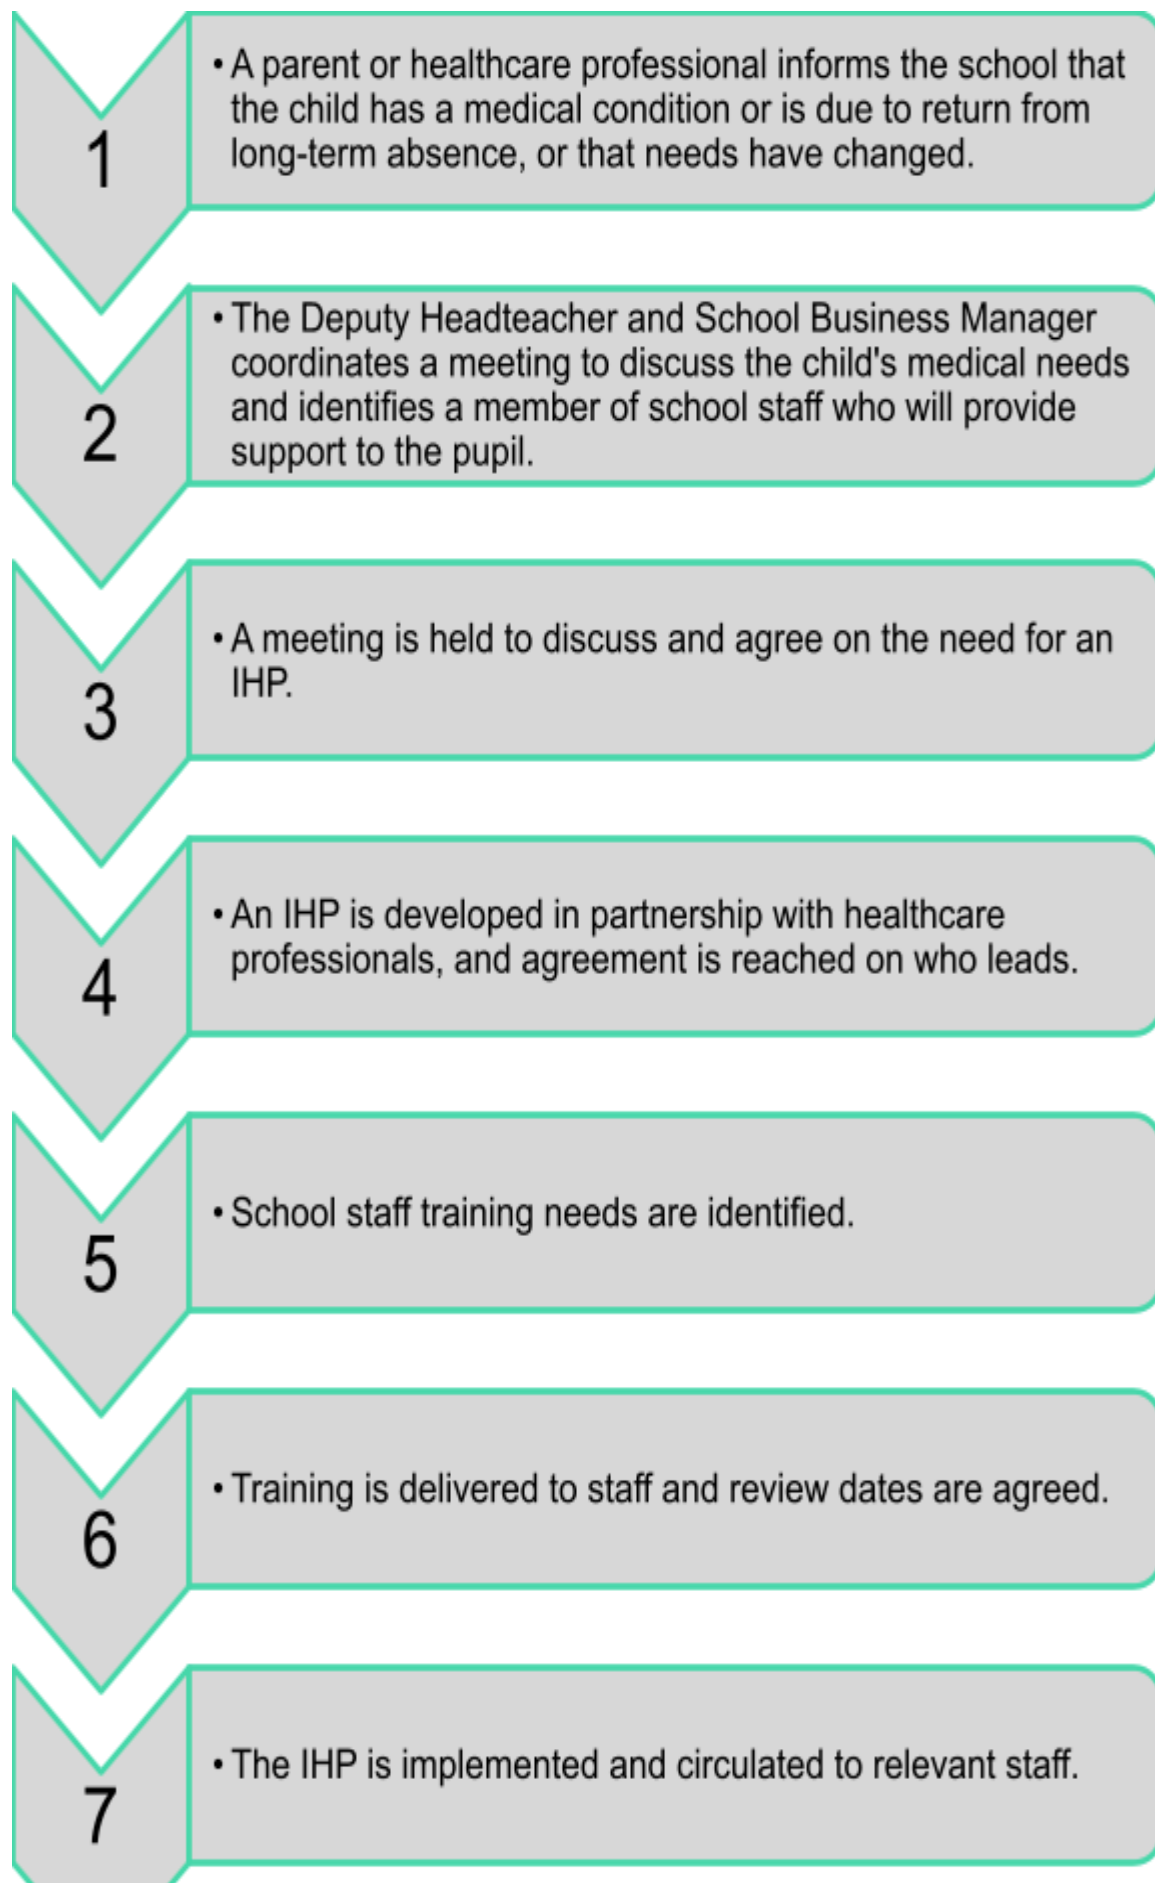 1
• A parent or healthcare professional informs the school that
the child has a medical condition or is due to return from
long-term absence, or that needs have changed.
2
• The Deputy Headteacher and School Business Manager
coordinates a meeting to discuss the child's medical needs
and identifies a member of school staff who will provide
support to the pupil.
3
• A meeting is held to discuss and agree on the need for an
IHP.
4
• An IHP is developed in partnership with healthcare
professionals, and agreement is reached on who leads.
5
• School staff training needs are identified.
6
• Training is delivered to staff and review dates are agreed.
7
• The IHP is implemented and circulated to relevant staff.